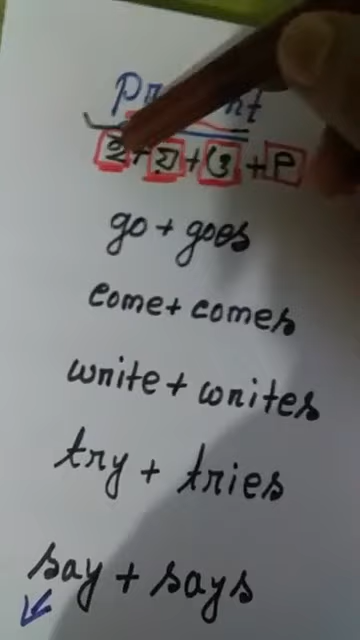 ই + য় + ও +
go + goes
come + comes
write + writes
try + tries
say + says